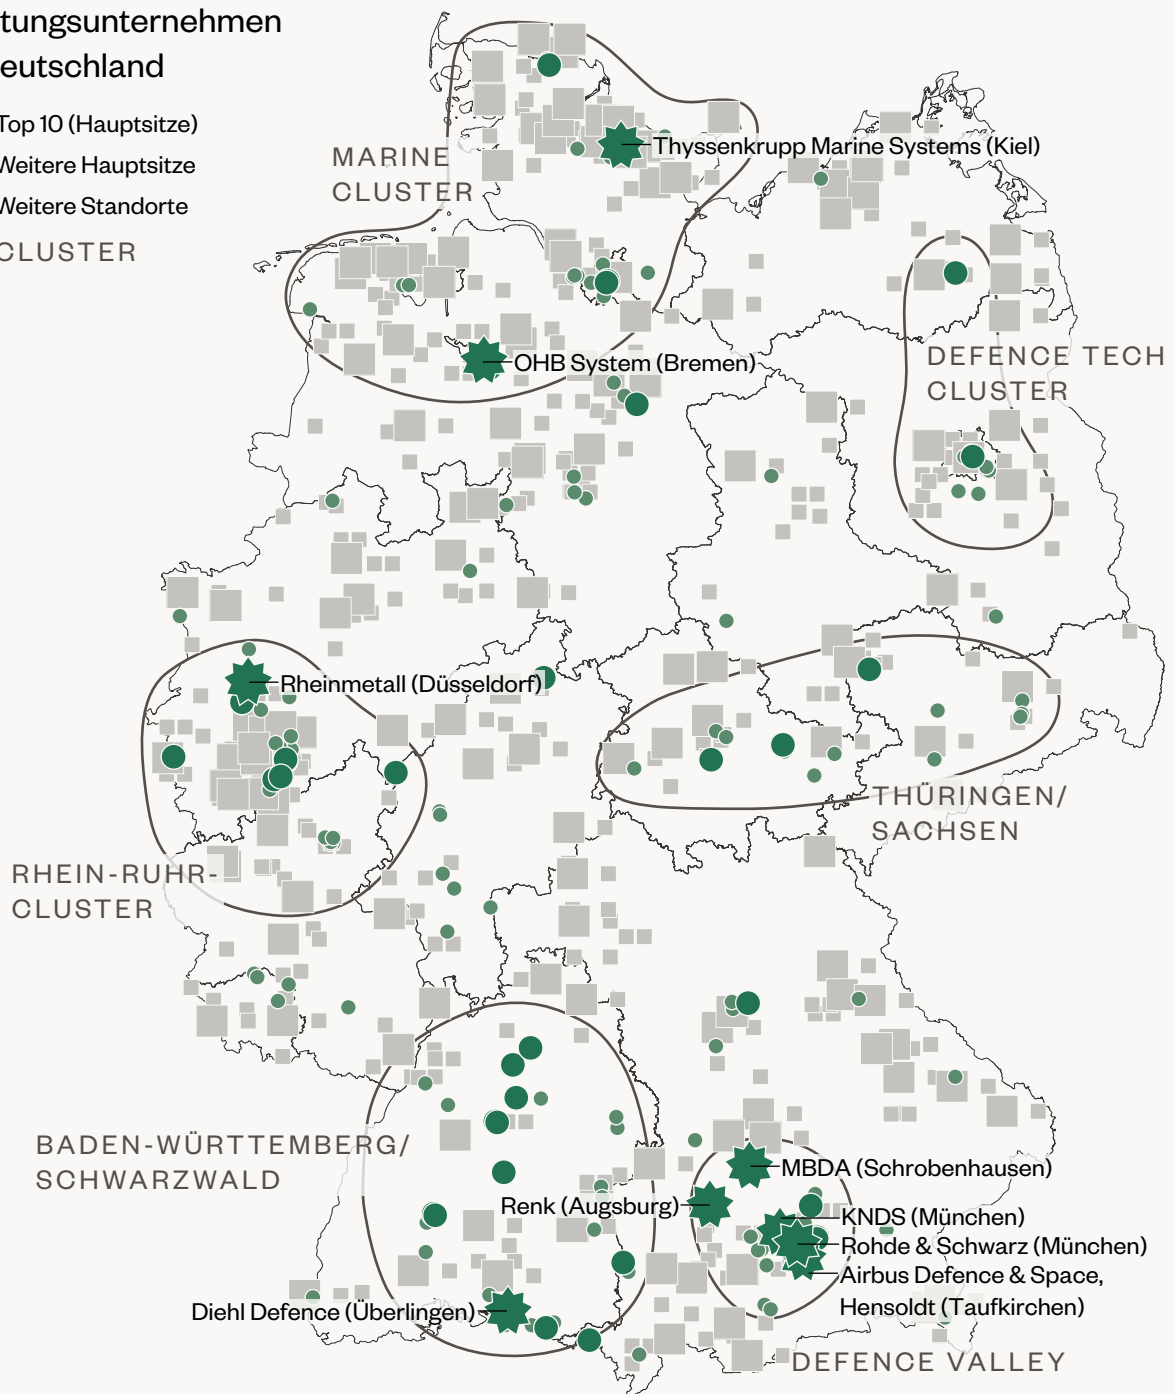 tungsunternehmen
eutschland
Top 10 (Hauptsitze)
Weitere Hauptsitze
Weitere Standorte
CLUSTER
MARINE
CLUSTER
Thyssenkrupp Marine Systems (Kiel)
OHB System (Bremen)
DEFENCE TECH
CLUSTER
Rheinmetall (Düsseldorf)
THÜRINGEN/
SACHSEN
RHEIN-RUHR-
CLUSTER
BADEN-WÜRTTEMBERG/
SCHWARZWALD
MBDA (Schrobenhausen)
Renk (Augsburg)
KNDS (München)
Rohde & Schwarz (München)
Airbus Defence & Space,
Hensoldt (Taufkirchen)
Diehl Defence (Überlingen)
DEFENCE VALLEY